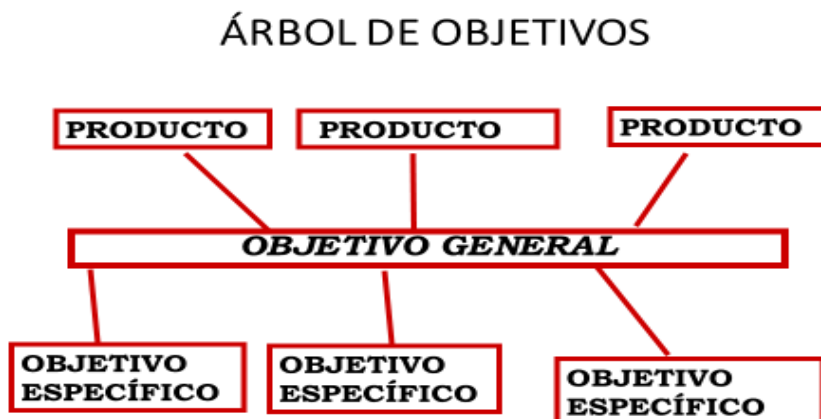 ÁRBOL DE OBJETIVOS
PRODUCTO
PRODUCTO
PRODUCTO
OBJETIVO GENERAL
OBJETIVO
ESPECÍFICO
OBJETIVO
ESPECÍFICO
OBJETIVO
ESPECÍFICO